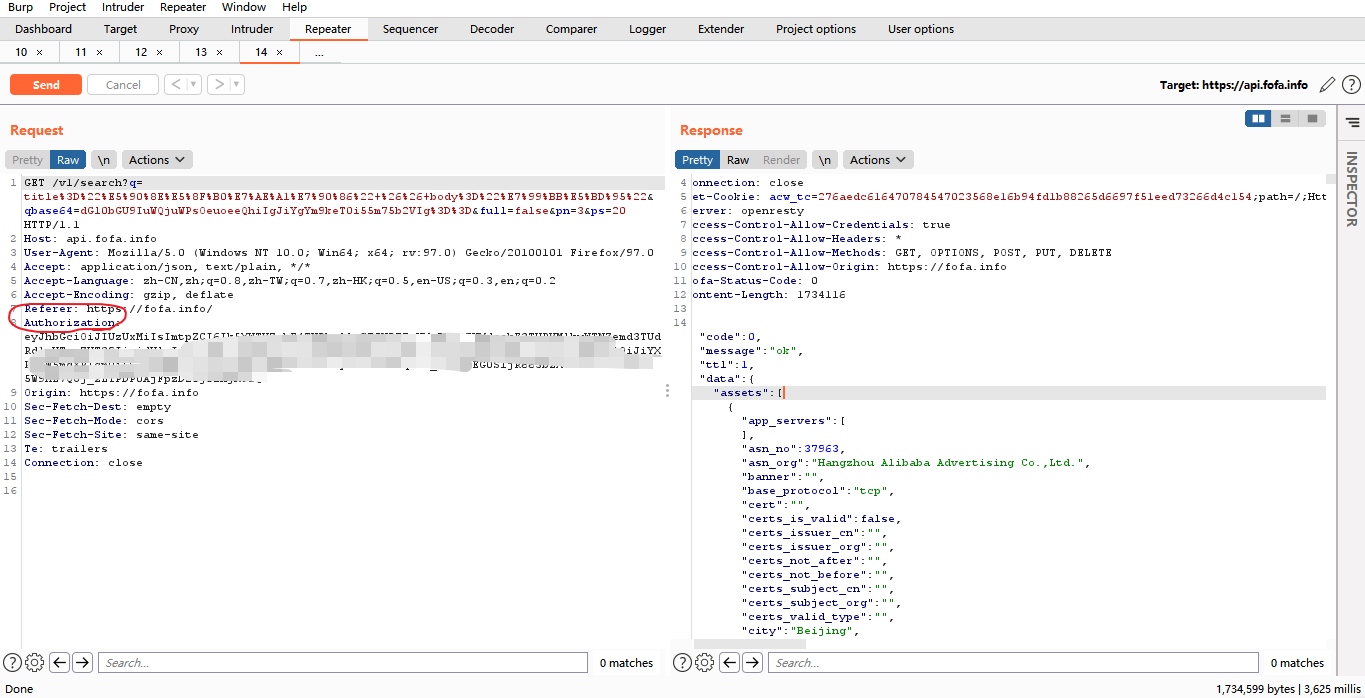 Burp Project Intruder Repeater Window Help
Dashboard Target Proxy Intruder Repeater Sequencer Decoder Comparer Logger Extender Project options User options
10 × 11 × 12 × 13 × 14 × ...
Send Cancel < ▼ > ▼ Target: https://api.fofa.info ?
Request
Pretty Raw \n Actions
1 GET /v1/search?q=
title%3D%22%E5%90%8E%E5%8F%B0%E7%AE%A1%E7%90%86%22+%26%26+body%3D%22%E7%99%BB%E5%BD%95%22&
qbase64=dGl0bGU9IuWQjuWPsOeuoeeQhiIgJiYgYm9keT0i55m75b2VIg%3D%3D&full=false&pn=3&ps=20
HTTP/1.1
2 Host: api.fofa.info
3 User-Agent: Mozilla/5.0 (Windows NT 10.0; Win64; x64; rv:97.0) Gecko/20100101 Firefox/97.0
4 Accept: application/json, text/plain, */*
5 Accept-Language: zh-CN,zh;q=0.8,zh-TW;q=0.7,zh-HK;q=0.5,en-US;q=0.3,en;q=0.2
6 Accept-Encoding: gzip, deflate
Referer: https://fofa.info/
Authorization:
9 Origin: https://fofa.info
10 Sec-Fetch-Dest: empty
11 Sec-Fetch-Mode: cors
12 Sec-Fetch-Site: same-site
13 Te: trailers
14 Connection: close
15
16
? Search... 0 matches
Response
Pretty Raw Render \n Actions
4 onnection: close
5 et-Cookie: acw_tc=276aedc616470784547023568e16b94fd1b88265d6697f51eed73266d4c154;path=/;Htt
6 erver: openresty
7 ccess-Control-Allow-Credentials: true
8 ccess-Control-Allow-Headers: *
9 ccess-Control-Allow-Methods: GET, OPTIONS, POST, PUT, DELETE
10 ccess-Control-Allow-Origin: https://fofa.info
11 ofa-Status-Code: 0
12 ontent-Length: 1734116
13
14
"code":0,
"message":"ok",
"ttl":1,
"data":{
"assets":[
{
"app_servers":[
],
"asn_no":37963,
"asn_org":"Hangzhou Alibaba Advertising Co.,Ltd.",
"banner":"",
"base_protocol":"tcp",
"cert":"",
"certs_is_valid":false,
"certs_issuer_cn":"",
"certs_issuer_org":"",
"certs_not_after":"",
"certs_not_before":"",
"certs_subject_cn":"",
"certs_subject_org":"",
"certs_valid_type":"",
"city":"Beijing",
? Search... 0 matches
INSPECTOR
Done 1,734,599 bytes | 3,625 millis